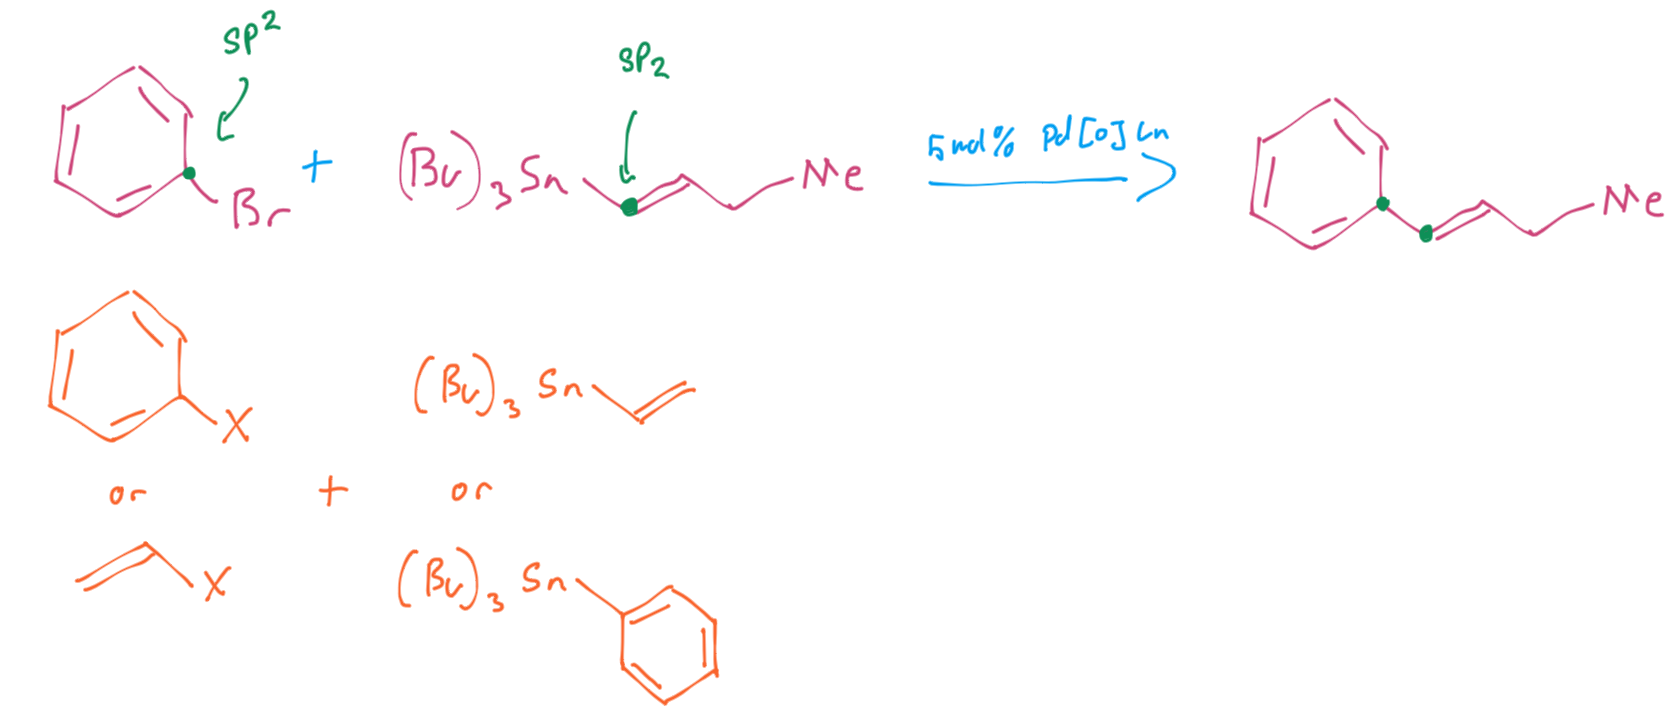 sp²
SP₂
Br
+
(Bu)₃Sn
Me
5 mol% Pd[0]Ln
Me
X
(Bu)₃Sn
or
+
or
X
(Bu)₃Sn